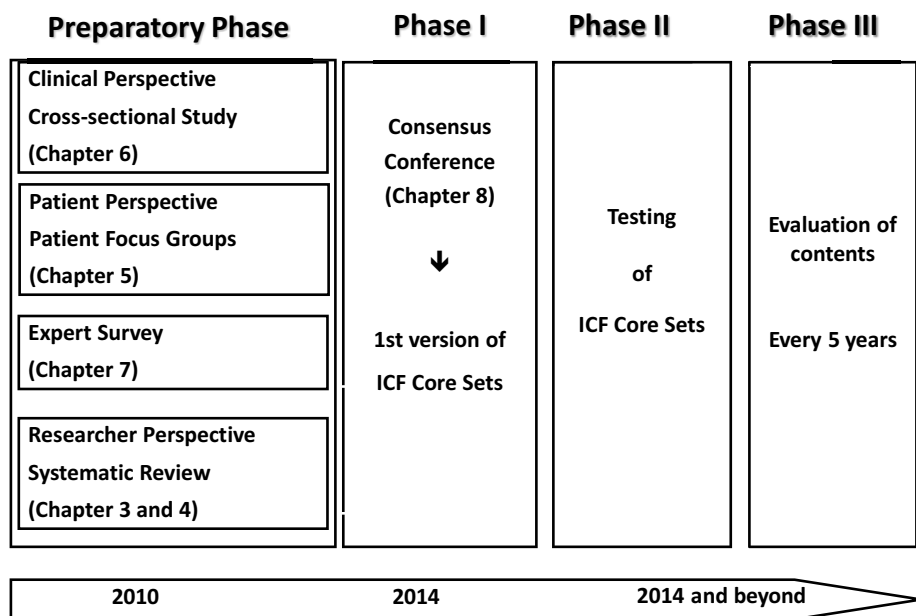 Preparatory Phase
Clinical Perspective
Cross-sectional Study
(Chapter 6)
Patient Perspective
Patient Focus Groups
(Chapter 5)
Expert Survey
(Chapter 7)
Researcher Perspective
Systematic Review
(Chapter 3 and 4)
Phase I
Consensus
Conference
(Chapter 8)
↓
1st version of
ICF Core Sets
Phase II
Testing
of
ICF Core Sets
Phase III
Evaluation of
contents
Every 5 years
2010
2014
2014 and beyond